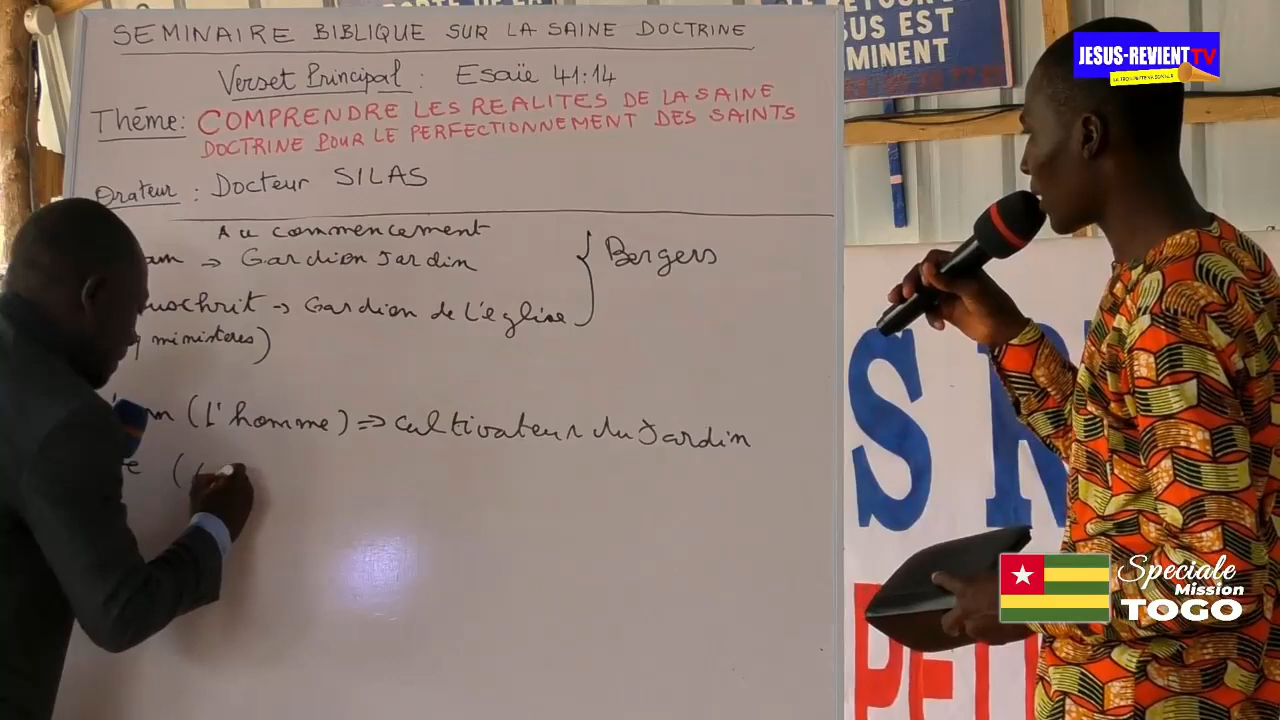 SEMINAIRE BIBLIQUE SUR LA SAINE DOCTRINE
Verset Principal : Esaïe 41:14
Thème: COMPRENDRE LES REALITES DE LA SAINE
DOCTRINE POUR LE PERFECTIONNEMENT DES SAINTS
Orateur : Docteur SILAS
Au commencement
→ Gardien Jardin
→ Gardien de l'église
Bergers
ministères)
(l'homme) => cultivateur du Jardin
RETOUR
SUS EST
MINENT
JESUS-REVIENT TV
Speciale
Mission
TOGO